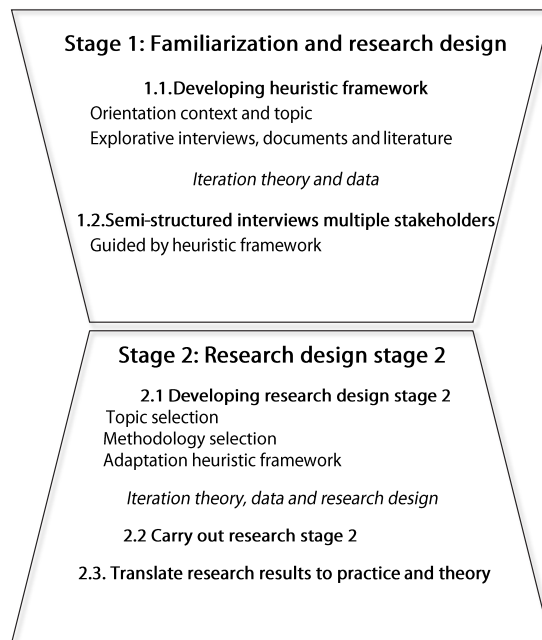 Stage 1: Familiarization and research design
1.1.Developing heuristic framework
Orientation context and topic
Explorative interviews, documents and literature
Iteration theory and data
1.2.Semi-structured interviews multiple stakeholders
Guided by heuristic framework
Stage 2: Research design stage 2
2.1 Developing research design stage 2
Topic selection
Methodology selection
Adaptation heuristic framework
Iteration theory, data and research design
2.2 Carry out research stage 2
2.3. Translate research results to practice and theory